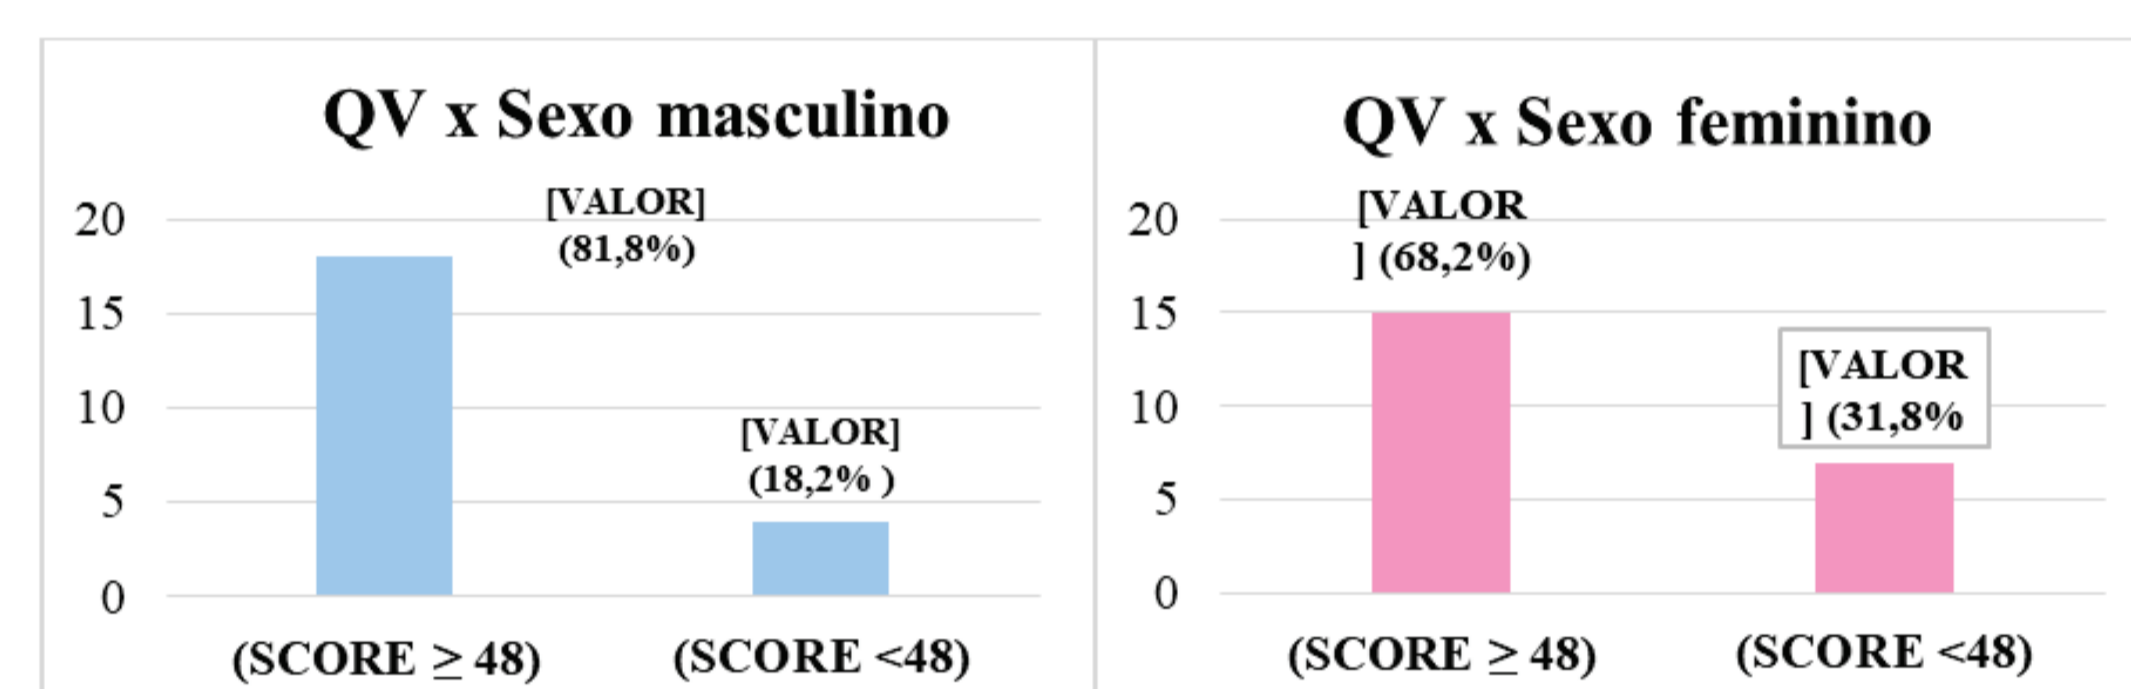 QV x Sexo masculino
[VALOR]
(81,8%)
20
15
10
5
0
[VALOR]
(18,2% )
(SCORE ≥ 48)
(SCORE <48)
QV x Sexo feminino
[VALOR
] (68,2%)
20
15
10
5
0
[VALOR
] (31,8%
(SCORE ≥ 48)
(SCORE <48)